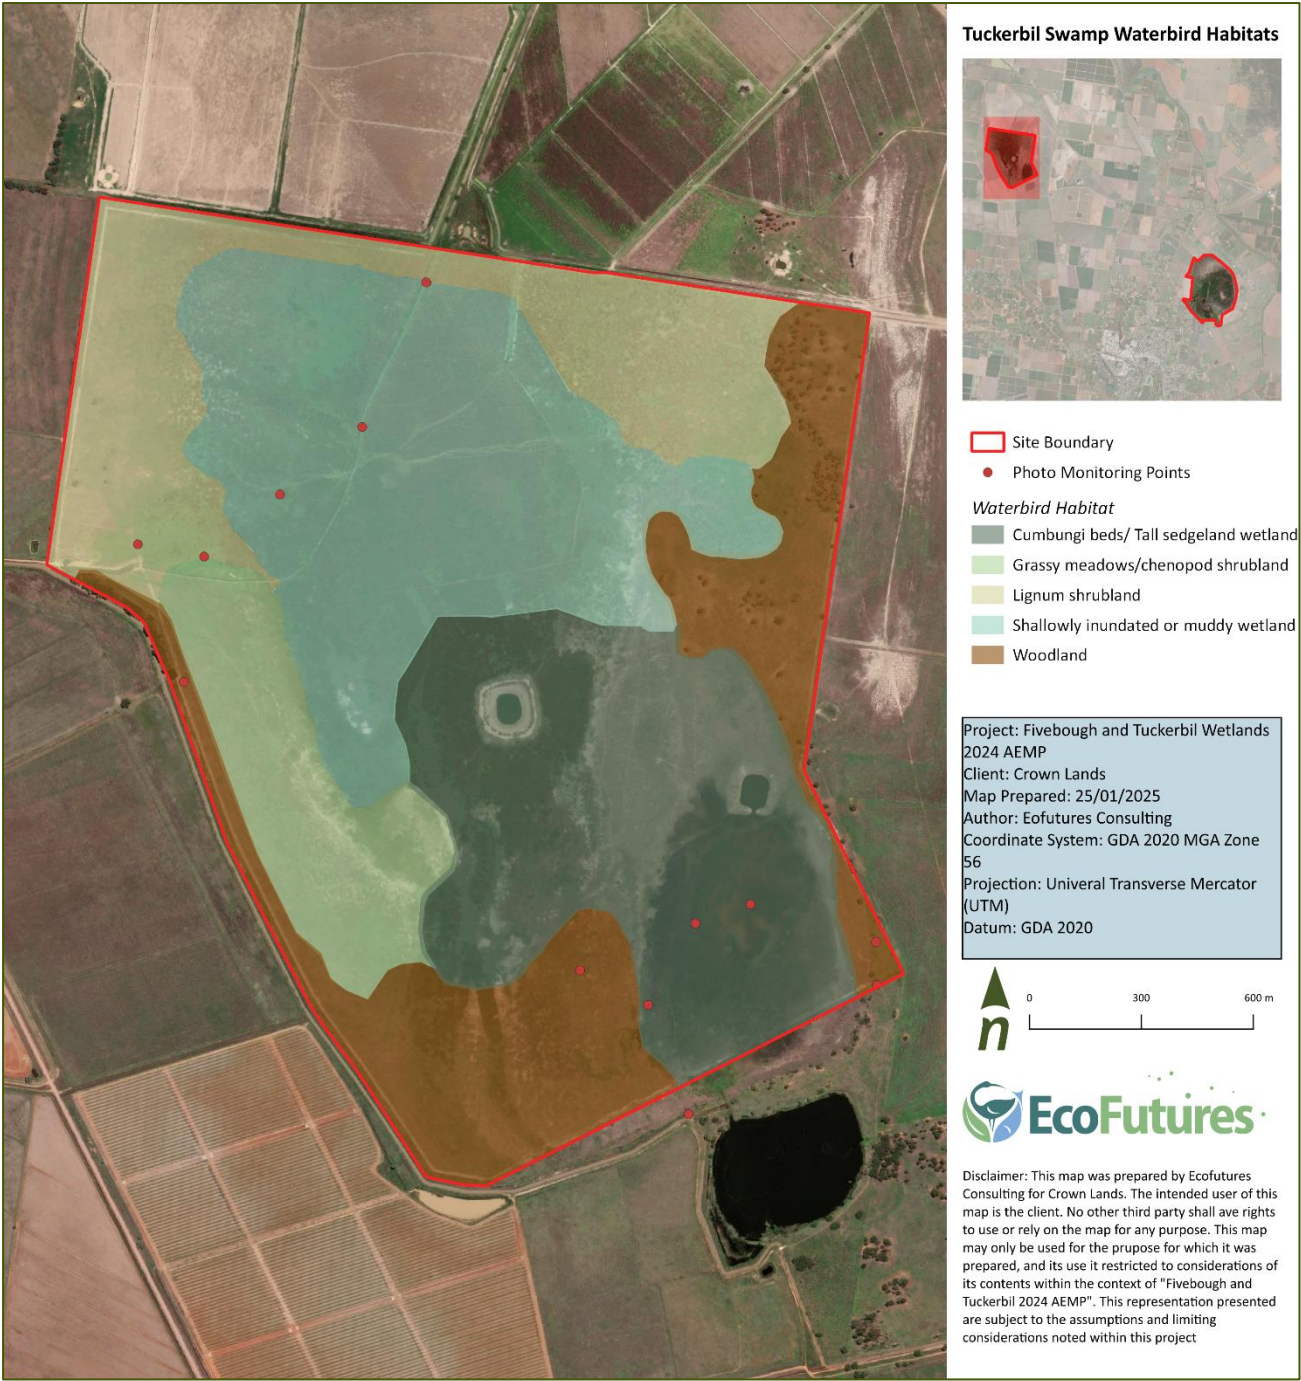 Tuckerbil Swamp Waterbird Habitats
Site Boundary
Photo Monitoring Points
Waterbird Habitat
Cumbungi beds/ Tall sedgeland wetland
Grassy meadows/chenopod shrubland
Lignum shrubland
Shallowly inundated or muddy wetland
Woodland
Project: Fivebough and Tuckerbil Wetlands
2024 AEMP
Client: Crown Lands
Map Prepared: 25/01/2025
Author: Eofutures Consulting
Coordinate System: GDA 2020 MGA Zone
56
Projection: Univeral Transverse Mercator
(UTM)
Datum: GDA 2020
n
0 300 600 m
EcoFutures
Disclaimer: This map was prepared by Ecofutures
Consulting for Crown Lands. The intended user of this
map is the client. No other third party shall ave rights
to use or rely on the map for any purpose. This map
may only be used for the prupose for which it was
prepared, and its use it restricted to considerations of
its contents within the context of "Fivebough and
Tuckerbil 2024 AEMP". This representation presented
are subject to the assumptions and limiting
considerations noted within this project